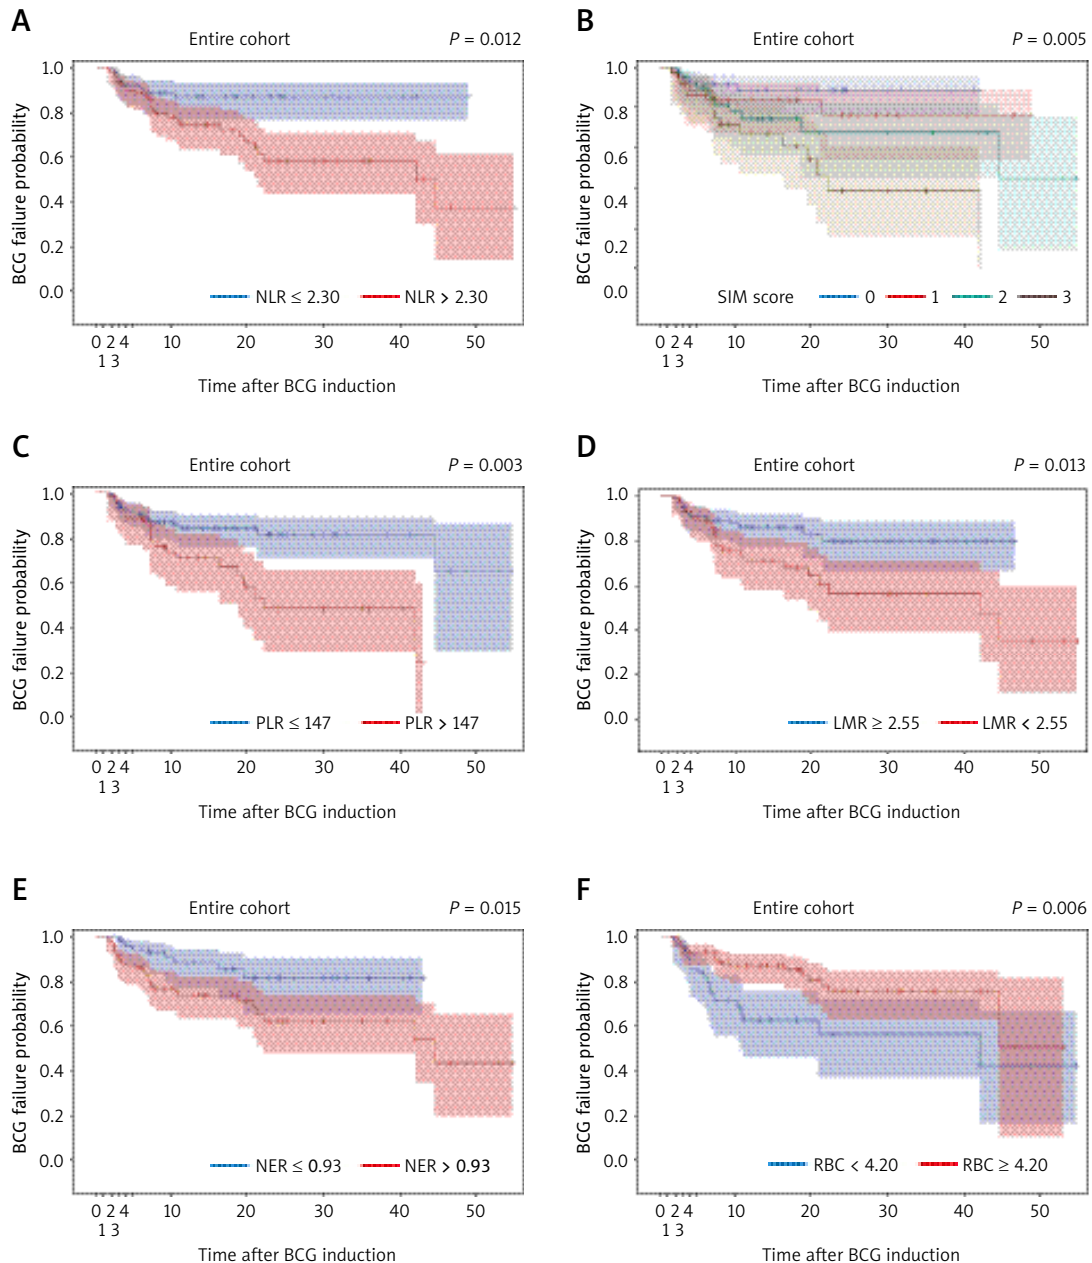 A
Entire cohort P = 0.012
BCG failure probability
1.0
0.8
0.6
0.4
0.2
0.0
NLR ≤ 2.30 NLR > 2.30
0 2 4 10 20 30 40 50
1 3
Time after BCG induction
B
Entire cohort P = 0.005
BCG failure probability
1.0
0.8
0.6
0.4
0.2
0.0
SIM score 0 1 2 3
0 2 4 10 20 30 40 50
1 3
Time after BCG induction
C
Entire cohort P = 0.003
BCG failure probability
1.0
0.8
0.6
0.4
0.2
0.0
PLR ≤ 147 PLR > 147
0 2 4 10 20 30 40 50
1 3
Time after BCG induction
D
Entire cohort P = 0.013
BCG failure probability
1.0
0.8
0.6
0.4
0.2
0.0
LMR ≥ 2.55 LMR < 2.55
0 2 4 10 20 30 40 50
1 3
Time after BCG induction
E
Entire cohort P = 0.015
BCG failure probability
1.0
0.8
0.6
0.4
0.2
0.0
NER ≤ 0.93 NER > 0.93
0 2 4 10 20 30 40 50
1 3
Time after BCG induction
F
Entire cohort P = 0.006
BCG failure probability
1.0
0.8
0.6
0.4
0.2
0.0
RBC < 4.20 RBC ≥ 4.20
0 2 4 10 20 30 40 50
1 3
Time after BCG induction